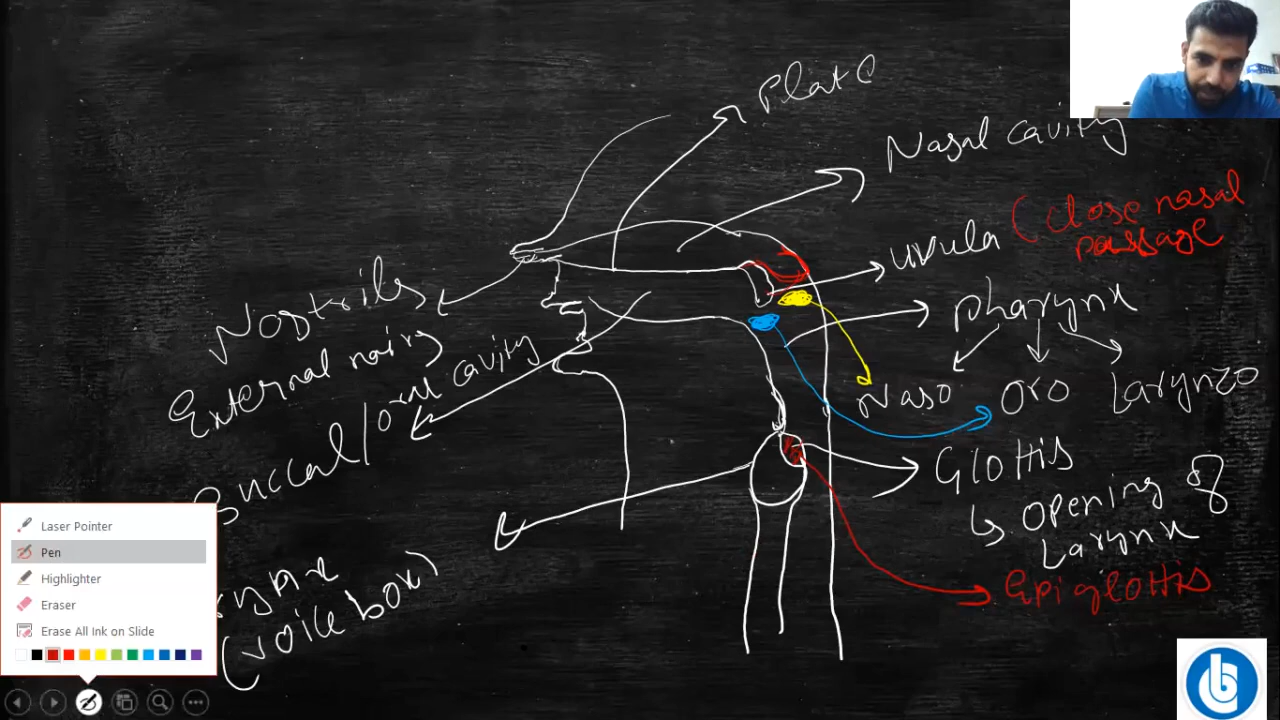 Plate
Nasal cavity
uvula (close nasal
passage
pharynx
Naso
Oro
Larynzo
Nostrils
External nairs
Buccal/oral cavity
Glottis
↳ opening of
Larynx
Epiglottis
(voice box)
Laser Pointer
Pen
Highlighter
Eraser
Erase All Ink on Slide